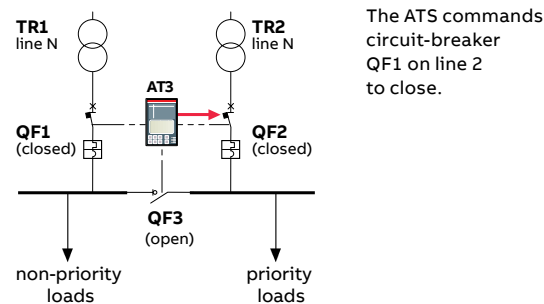 TR1
line N
TR2
line N
The ATS commands
circuit-breaker
QF1 on line 2
to close.
AT3
QF1
(closed)
QF2
(closed)
QF3
(open)
non-priority
loads
priority
loads